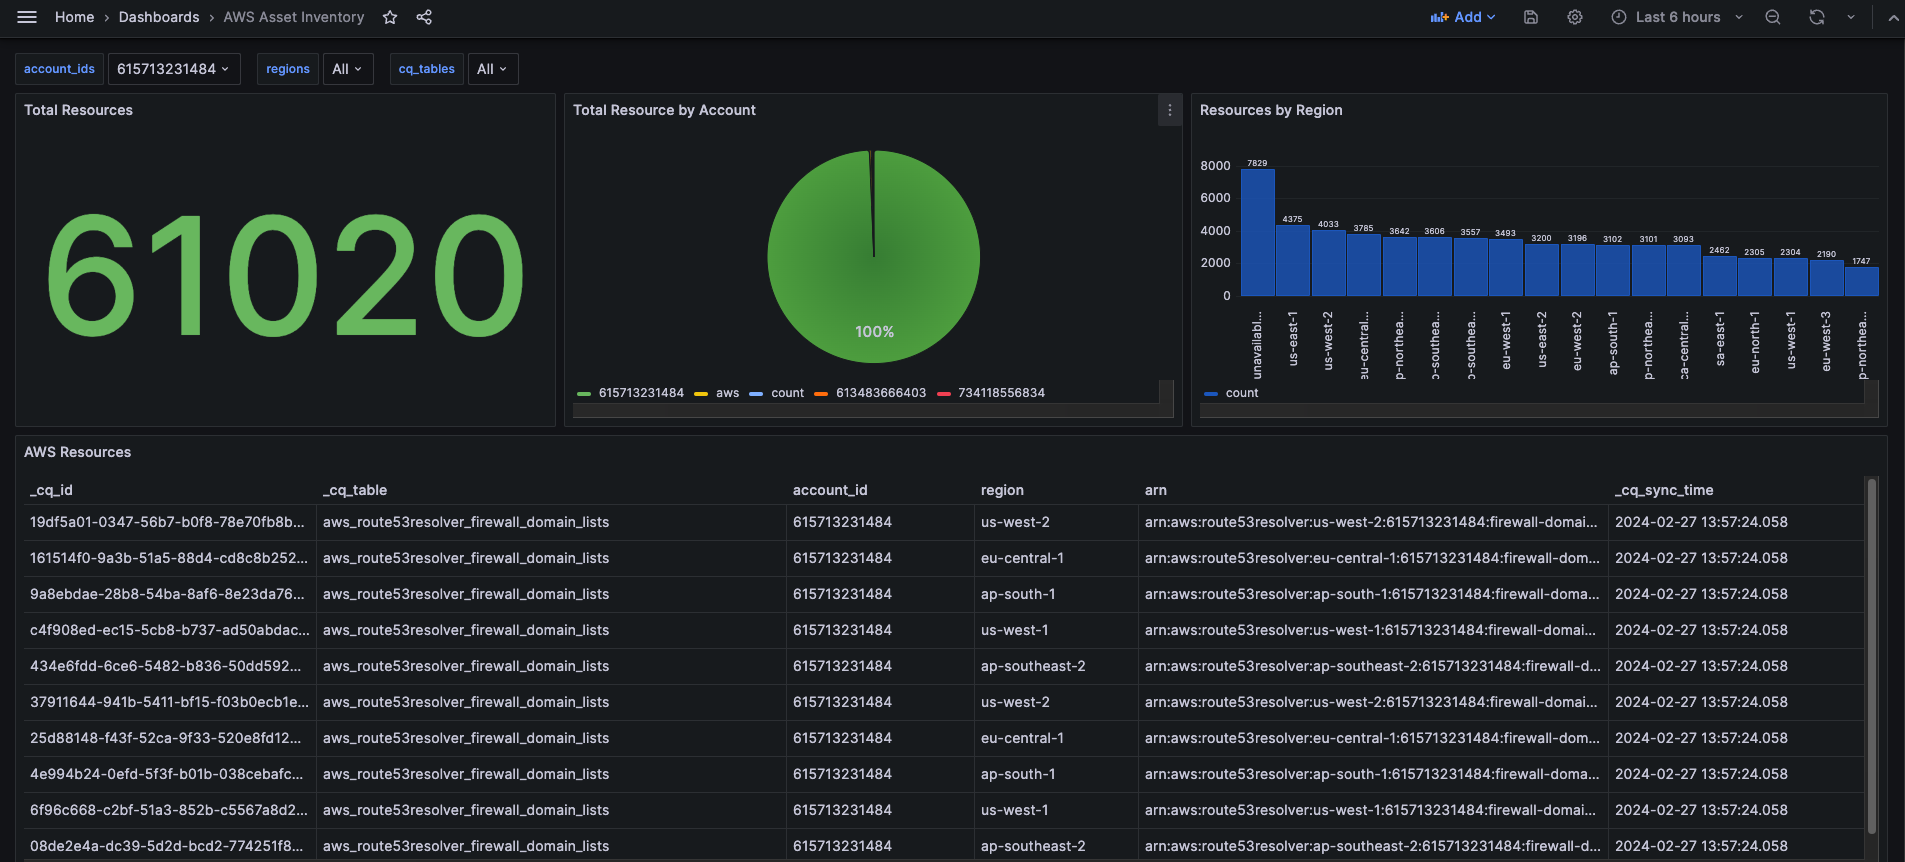 Home › Dashboards › AWS Asset Inventory
Add
Last 6 hours
account_ids 615713231484 regions All cq_tables All
Total Resources
61020
Total Resource by Account
100%
615713231484 aws count 613483666403 734118556834
Resources by Region
8000
6000
4000
2000
0
7829 4375 4033 3785 3642 3606 3557 3493 3200 3196 3102 3101 3093 2462 2305 2304 2190 1747
unavailabl...
us-east-1
us-west-2
eu-central...
p-northea...
o-southea...
o-southea...
eu-west-1
us-east-2
eu-west-2
ap-south-1
p-northea...
ca-central...
sa-east-1
eu-north-1
us-west-1
eu-west-3
p-northea...
count
AWS Resources
_cq_id _cq_table account_id region arn _cq_sync_time
19df5a01-0347-56b7-b0f8-78e70fb8b... aws_route53resolver_firewall_domain_lists 615713231484 us-west-2 arn:aws:route53resolver:us-west-2:615713231484:firewall-domai... 2024-02-27 13:57:24.058
161514f0-9a3b-51a5-88d4-cd8c8b252... aws_route53resolver_firewall_domain_lists 615713231484 eu-central-1 arn:aws:route53resolver:eu-central-1:615713231484:firewall-dom... 2024-02-27 13:57:24.058
9a8ebdae-28b8-54ba-8af6-8e23da76... aws_route53resolver_firewall_domain_lists 615713231484 ap-south-1 arn:aws:route53resolver:ap-south-1:615713231484:firewall-doma... 2024-02-27 13:57:24.058
c4f908ed-ec15-5cb8-b737-ad50abdac... aws_route53resolver_firewall_domain_lists 615713231484 us-west-1 arn:aws:route53resolver:us-west-1:615713231484:firewall-domai... 2024-02-27 13:57:24.058
434e6fdd-6ce6-5482-b836-50dd592... aws_route53resolver_firewall_domain_lists 615713231484 ap-southeast-2 arn:aws:route53resolver:ap-southeast-2:615713231484:firewall-d... 2024-02-27 13:57:24.058
37911644-941b-5411-bf15-f03b0ecb1e... aws_route53resolver_firewall_domain_lists 615713231484 us-west-2 arn:aws:route53resolver:us-west-2:615713231484:firewall-domai... 2024-02-27 13:57:24.058
25d88148-f43f-52ca-9f33-520e8fd12... aws_route53resolver_firewall_domain_lists 615713231484 eu-central-1 arn:aws:route53resolver:eu-central-1:615713231484:firewall-dom... 2024-02-27 13:57:24.058
4e994b24-0efd-5f3f-b01b-038cebafc... aws_route53resolver_firewall_domain_lists 615713231484 ap-south-1 arn:aws:route53resolver:ap-south-1:615713231484:firewall-doma... 2024-02-27 13:57:24.058
6f96c668-c2bf-51a3-852b-c5567a8d2... aws_route53resolver_firewall_domain_lists 615713231484 us-west-1 arn:aws:route53resolver:us-west-1:615713231484:firewall-domai... 2024-02-27 13:57:24.058
08de2e4a-dc39-5d2d-bcd2-774251f8... aws_route53resolver_firewall_domain_lists 615713231484 ap-southeast-2 arn:aws:route53resolver:ap-southeast-2:615713231484:firewall-d... 2024-02-27 13:57:24.058